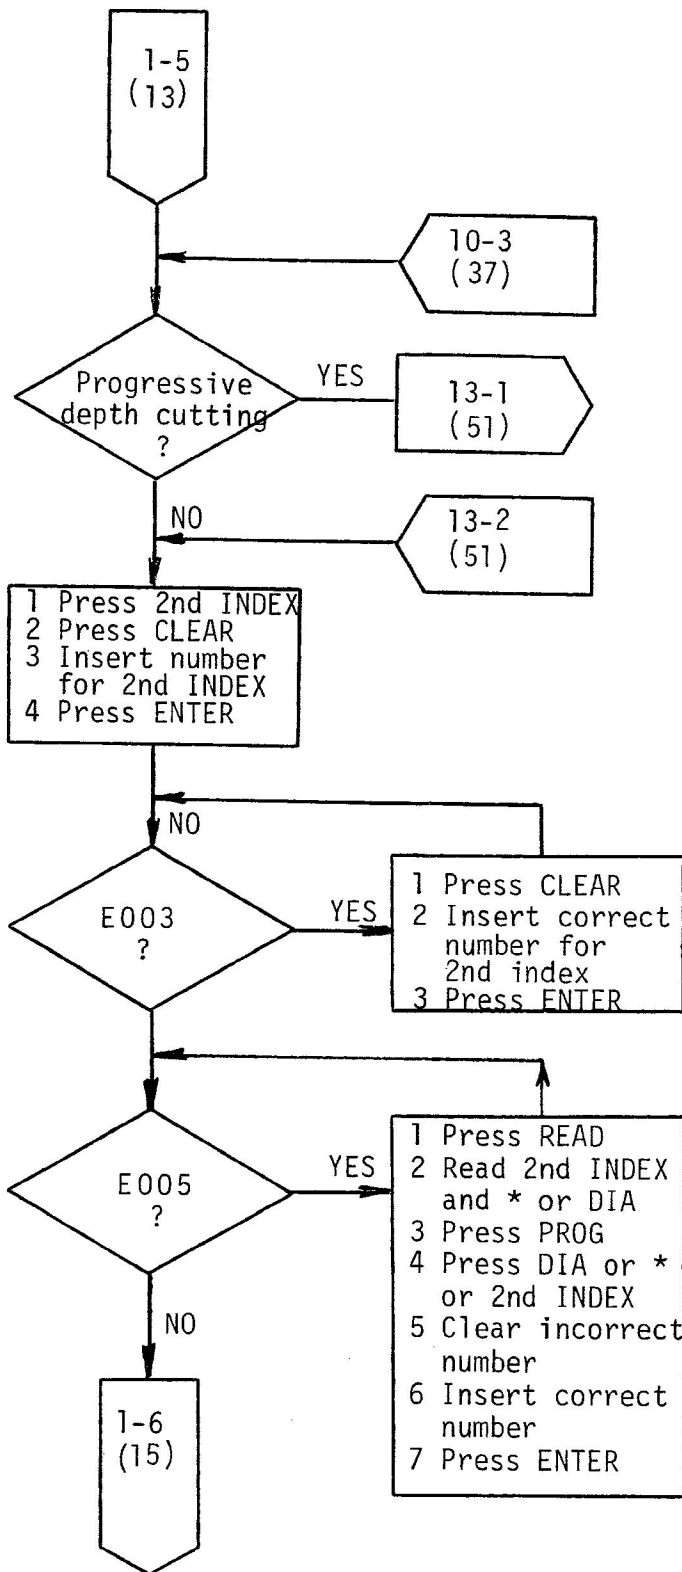 1-5
(13)
10-3
(37)
Progressive
depth cutting
?
YES
13-1
(51)
NO
13-2
(51)
1 Press 2nd INDEX
2 Press CLEAR
3 Insert number
for 2nd INDEX
4 Press ENTER
NO
E003
?
YES
1 Press CLEAR
2 Insert correct
number for
2nd index
3 Press ENTER
E005
?
YES
1 Press READ
2 Read 2nd INDEX
and * or DIA
3 Press PROG
4 Press DIA or *
or 2nd INDEX
5 Clear incorrect
number
6 Insert correct
number
7 Press ENTER
NO
1-6
(15)